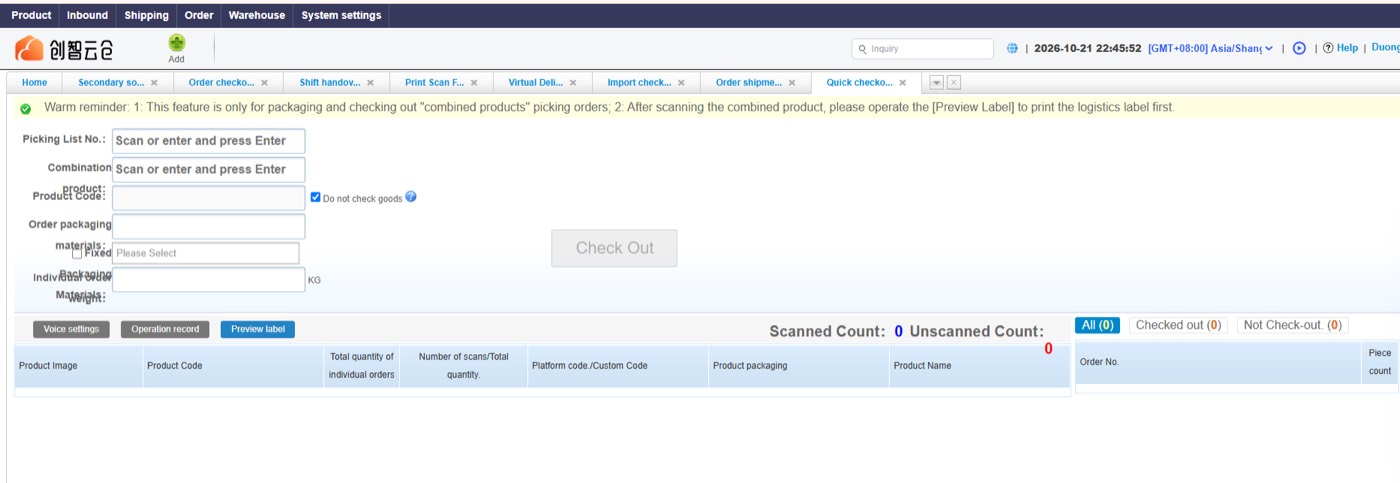 Product Inbound Shipping Order Warehouse System settings
创智云仓
Add
Inquiry
| 2026-10-21 22:45:52 [GMT+08:00] Asia/Shang | | Help | Duong
Home Secondary so... Order checko... Shift handov... Print Scan F... Virtual Deli... Import check... Order shipme... Quick checko...
Warm reminder: 1: This feature is only for packaging and checking out "combined products" picking orders; 2: After scanning the combined product, please operate the [Preview Label] to print the logistics label first.
Picking List No.: Scan or enter and press Enter
Combination product: Scan or enter and press Enter
Product Code: Do not check goods
Order packaging materials:
Fixed Packaging Materials: Please Select
Individual order weight: KG
Check Out
Voice settings Operation record Preview label
Scanned Count: 0 Unscanned Count: 0
All (0) Checked out (0) Not Check-out. (0)
Product Image Product Code Total quantity of individual orders Number of scans/Total quantity. Platform code./Custom Code Product packaging Product Name
Order No. Piece count